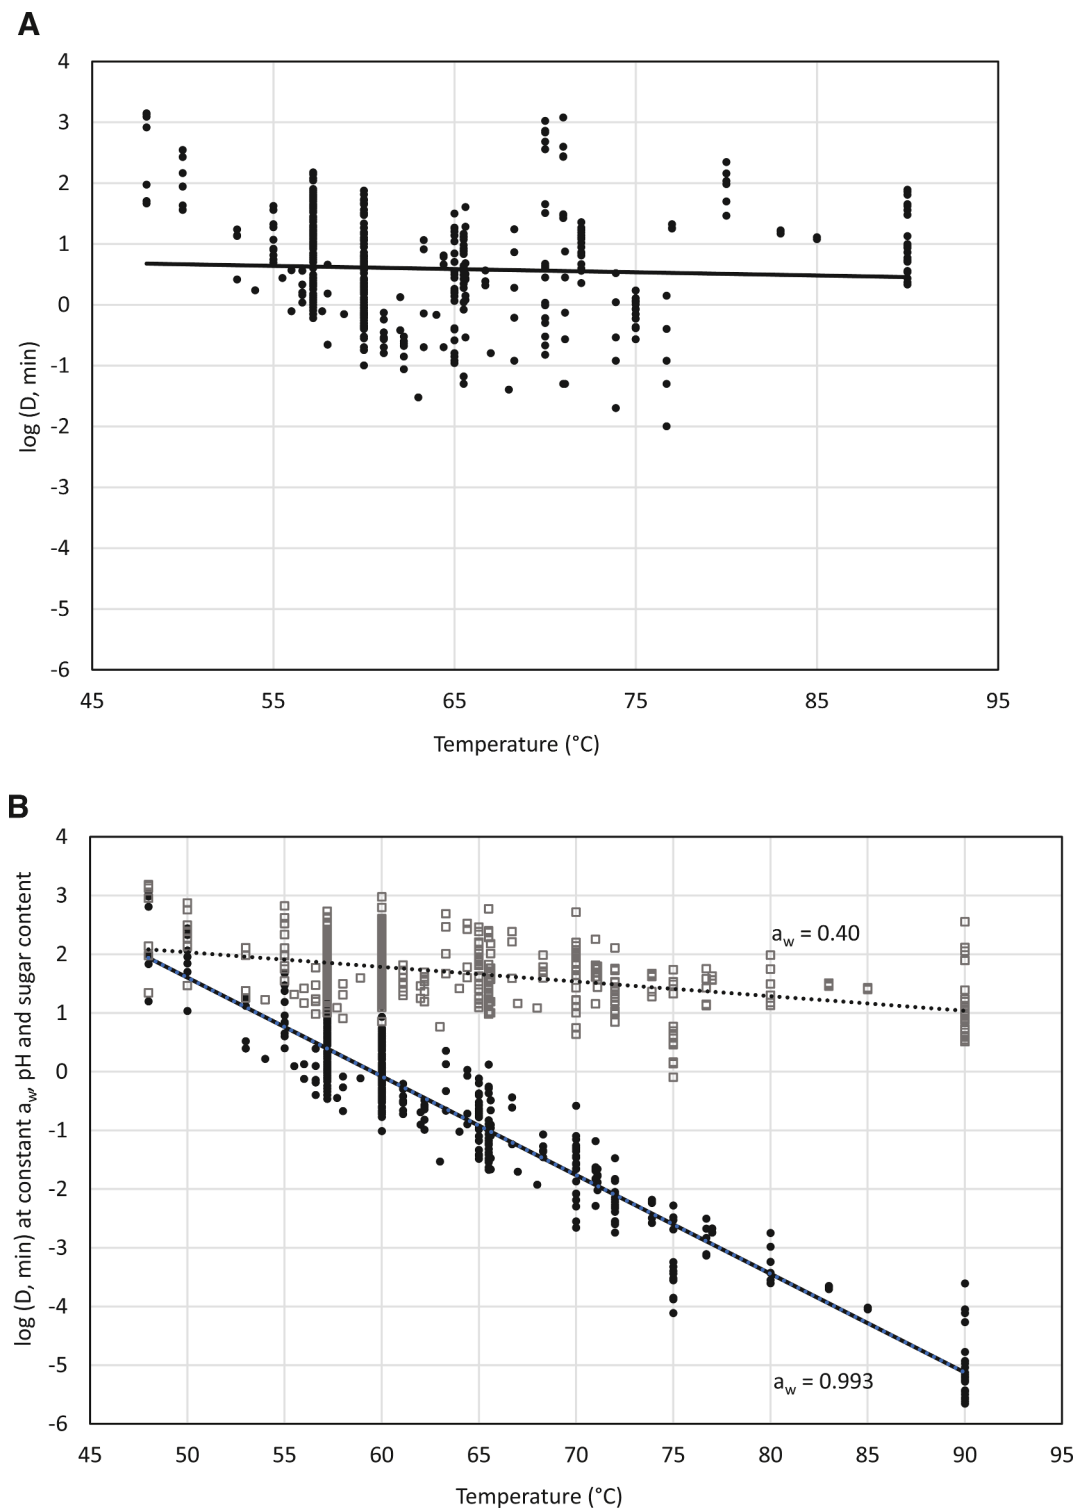 A
4
3
2
1
0
-1
-2
-3
-4
-5
-6
log (D, min)
45 55 65 75 85 95
Temperature (°C)
B
4
3
2
1
0
-1
-2
-3
-4
-5
-6
log (D, min) at constant aw, pH and sugar content
aw = 0.40
aw = 0.993
45 50 55 60 65 70 75 80 85 90 95
Temperature (°C)